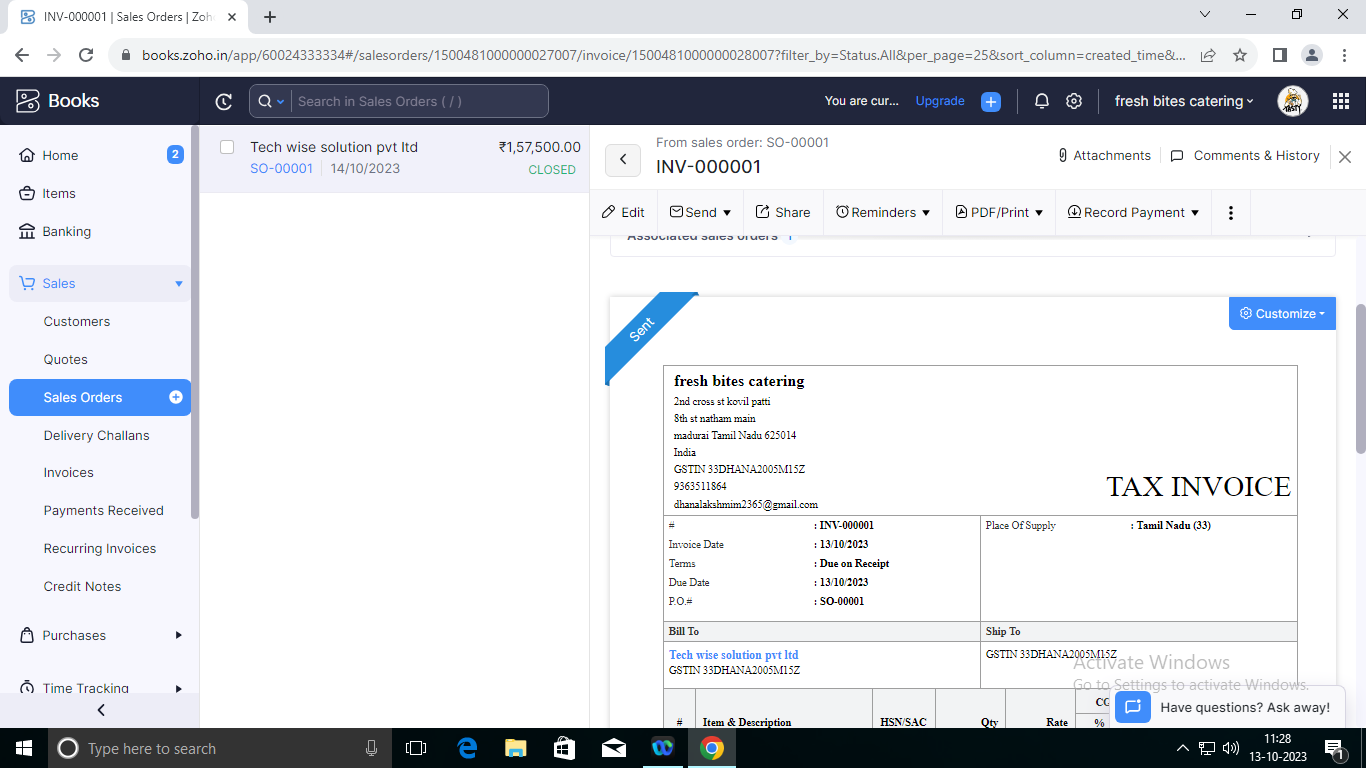 INV-000001 | Sales Orders | Zoh
books.zoho.in/app/60024333334#/salesorders/1500481000000027007/invoice/1500481000000028007?filter_by=Status.All&per_page=25&sort_column=created_time&...
Books
Search in Sales Orders ( / )
You are cur...
Upgrade
fresh bites catering
TASTY
Home
2
Items
Banking
Sales
Customers
Quotes
Sales Orders
Delivery Challans
Invoices
Payments Received
Recurring Invoices
Credit Notes
Purchases
Time Tracking
Tech wise solution pvt ltd ₹1,57,500.00
SO-00001 14/10/2023 CLOSED
From sales order: SO-00001
INV-000001
Attachments
Comments & History
Edit
Send
Share
Reminders
PDF/Print
Record Payment
Associated sales orders 1
Sent
Customize
fresh bites catering
2nd cross st kovil patti
8th st natham main
madurai Tamil Nadu 625014
India
GSTIN 33DHANA2005M15Z
9363511864
dhanalakshmim2365@gmail.com
TAX INVOICE
# : INV-000001
Invoice Date : 13/10/2023
Terms : Due on Receipt
Due Date : 13/10/2023
P.O.# : SO-00001
Place Of Supply : Tamil Nadu (33)
Bill To
Tech wise solution pvt ltd
GSTIN 33DHANA2005M15Z
Ship To
GSTIN 33DHANA2005M15Z
# Item & Description HSN/SAC Qty Rate CG
%
Activate Windows
Go to Settings to activate Windows.
Have questions? Ask away!
Type here to search
11:28
13-10-2023
1